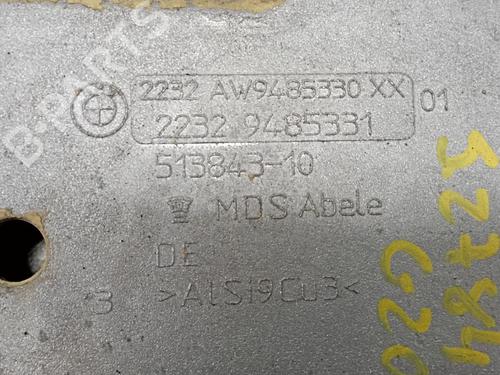 2232 AW9485330 XX
01
2232 9485331
513843-10
MDS Abele
DE
3 >AlSi9Cu3<
B-PARTS